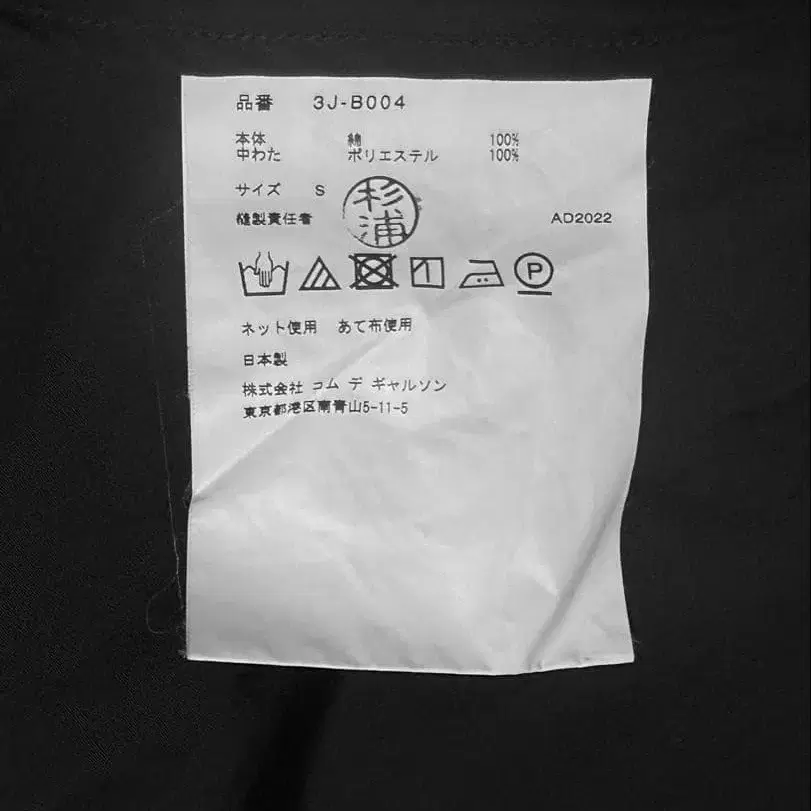 品番 3J-B004
本体 綿 100%
中わた ポリエステル 100%
サイズ S
縫製責任者 杉浦 AD2022
P
ネット使用 あて布使用
日本製
株式会社 コム デ ギャルソン
東京都港区南青山5-11-5